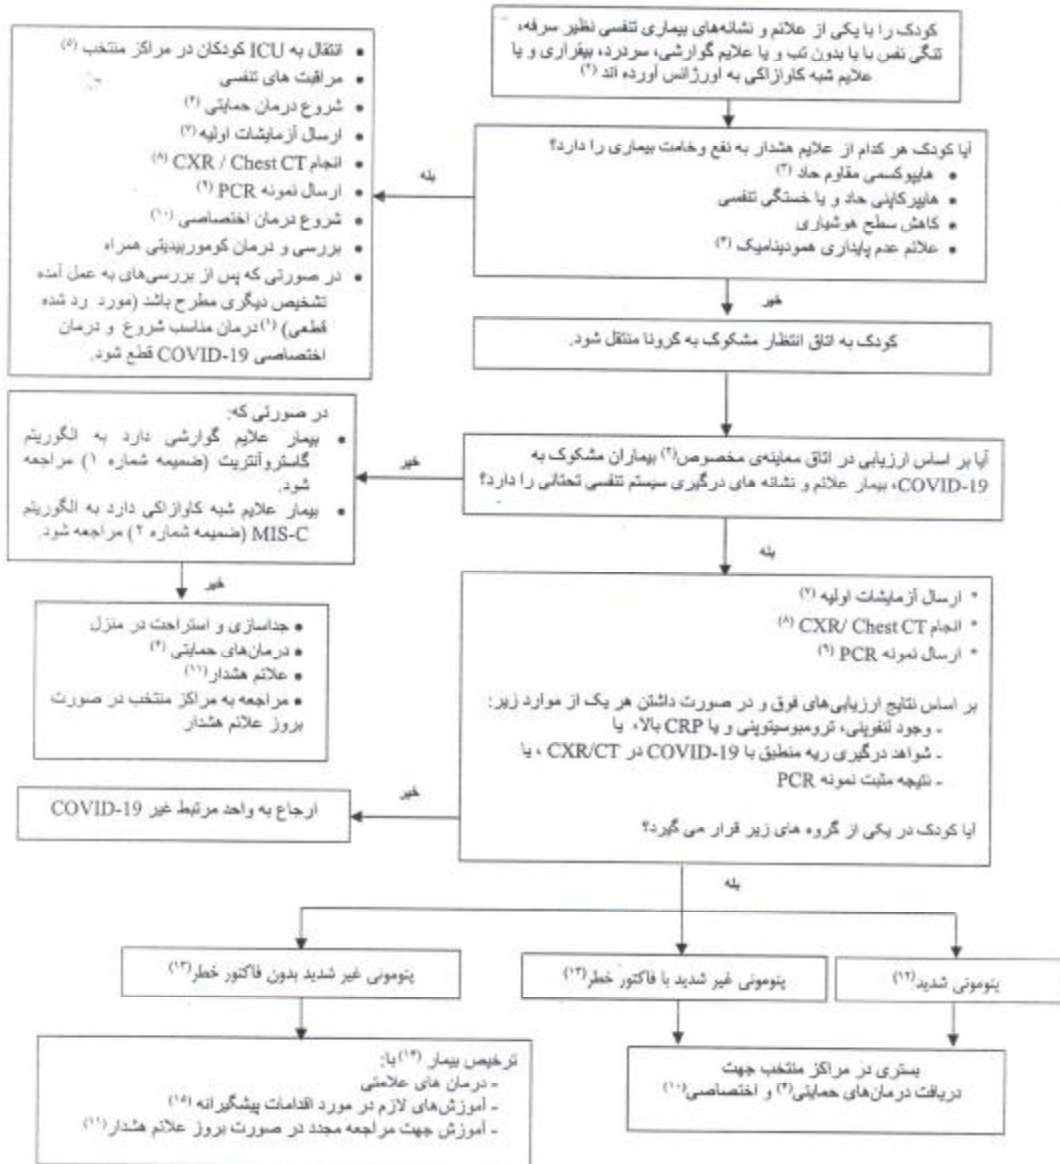 کودک را با یکی از علائم و نشانه‌های بیماری تنفسی نظیر سرفه،
تنگی نفس با یا بدون تب و یا علایم گوارشی، سردرد، بیقراری و یا
علایم شبه کاوازاکی به اورژانس آورده اند (۲)
آیا کودک هر کدام از علایم هشدار به نفع وخامت بیماری را دارد؟
• هایپوکسمی مقاوم حاد (۳)
• هایپرکاپنی حاد و یا خستگی تنفسی
• کاهش سطح هوشیاری
• علائم عدم پایداری همودینامیک (۴)
بله
• انتقال به ICU کودکان در مراکز منتخب (۵)
• مراقبت های تنفسی
• شروع درمان حمایتی (۶)
• ارسال آزمایشات اولیه (۷)
• انجام CXR / Chest CT (۸)
• ارسال نمونه PCR (۹)
• شروع درمان اختصاصی (۱۰)
• بررسی و درمان کوموربیدیتی همراه
• در صورتی که پس از بررسی‌های به عمل آمده
تشخیص دیگری مطرح باشد (مورد رد شده
قطعی) (۱) درمان مناسب شروع و درمان
اختصاصی COVID-19 قطع شود.
خیر
کودک به اتاق انتظار مشکوک به کرونا منتقل شود.
آیا بر اساس ارزیابی در اتاق معاینه‌ی مخصوص(۲) بیماران مشکوک به
COVID-19، بیمار علائم و نشانه های درگیری سیستم تنفسی تحتانی را دارد؟
خیر
در صورتی که:
• بیمار علایم گوارشی دارد به الگوریتم
گاستروآنتریت (ضمیمه شماره ۱) مراجعه
شود.
• بیمار علایم شبه کاوازاکی دارد به الگوریتم
MIS-C (ضمیمه شماره ۲) مراجعه شود.
خیر
• جداسازی و استراحت در منزل
• درمان‌های حمایتی (۶)
• علائم هشدار (۱۱)
• مراجعه به مراکز منتخب در صورت
بروز علائم هشدار
بله
* ارسال آزمایشات اولیه (۷)
* انجام CXR/ Chest CT (۸)
* ارسال نمونه PCR (۹)
بر اساس نتایج ارزیابی‌های فوق و در صورت داشتن هر یک از موارد زیر:
- وجود لنفوپنی، ترومبوسیتوپنی و یا CRP بالا، یا
- شواهد درگیری ریه منطبق با COVID-19 در CXR/CT ، یا
- نتیجه مثبت نمونه PCR
آیا کودک در یکی از گروه های زیر قرار می گیرد؟
خیر
ارجاع به واحد مرتبط غیر COVID-19
بله
پنومونی شدید (۱۲)
پنومونی غیر شدید با فاکتور خطر(۱۳)
پنومونی غیر شدید بدون فاکتور خطر(۱۳)
بستری در مراکز منتخب جهت
دریافت درمان‌های حمایتی(۶) و اختصاصی(۱۰)
ترخیص بیمار (۱۴) با:
- درمان های علامتی
- آموزش‌های لازم در مورد اقدامات پیشگیرانه (۱۵)
- آموزش جهت مراجعه مجدد در صورت بروز علائم هشدار (۱۱)